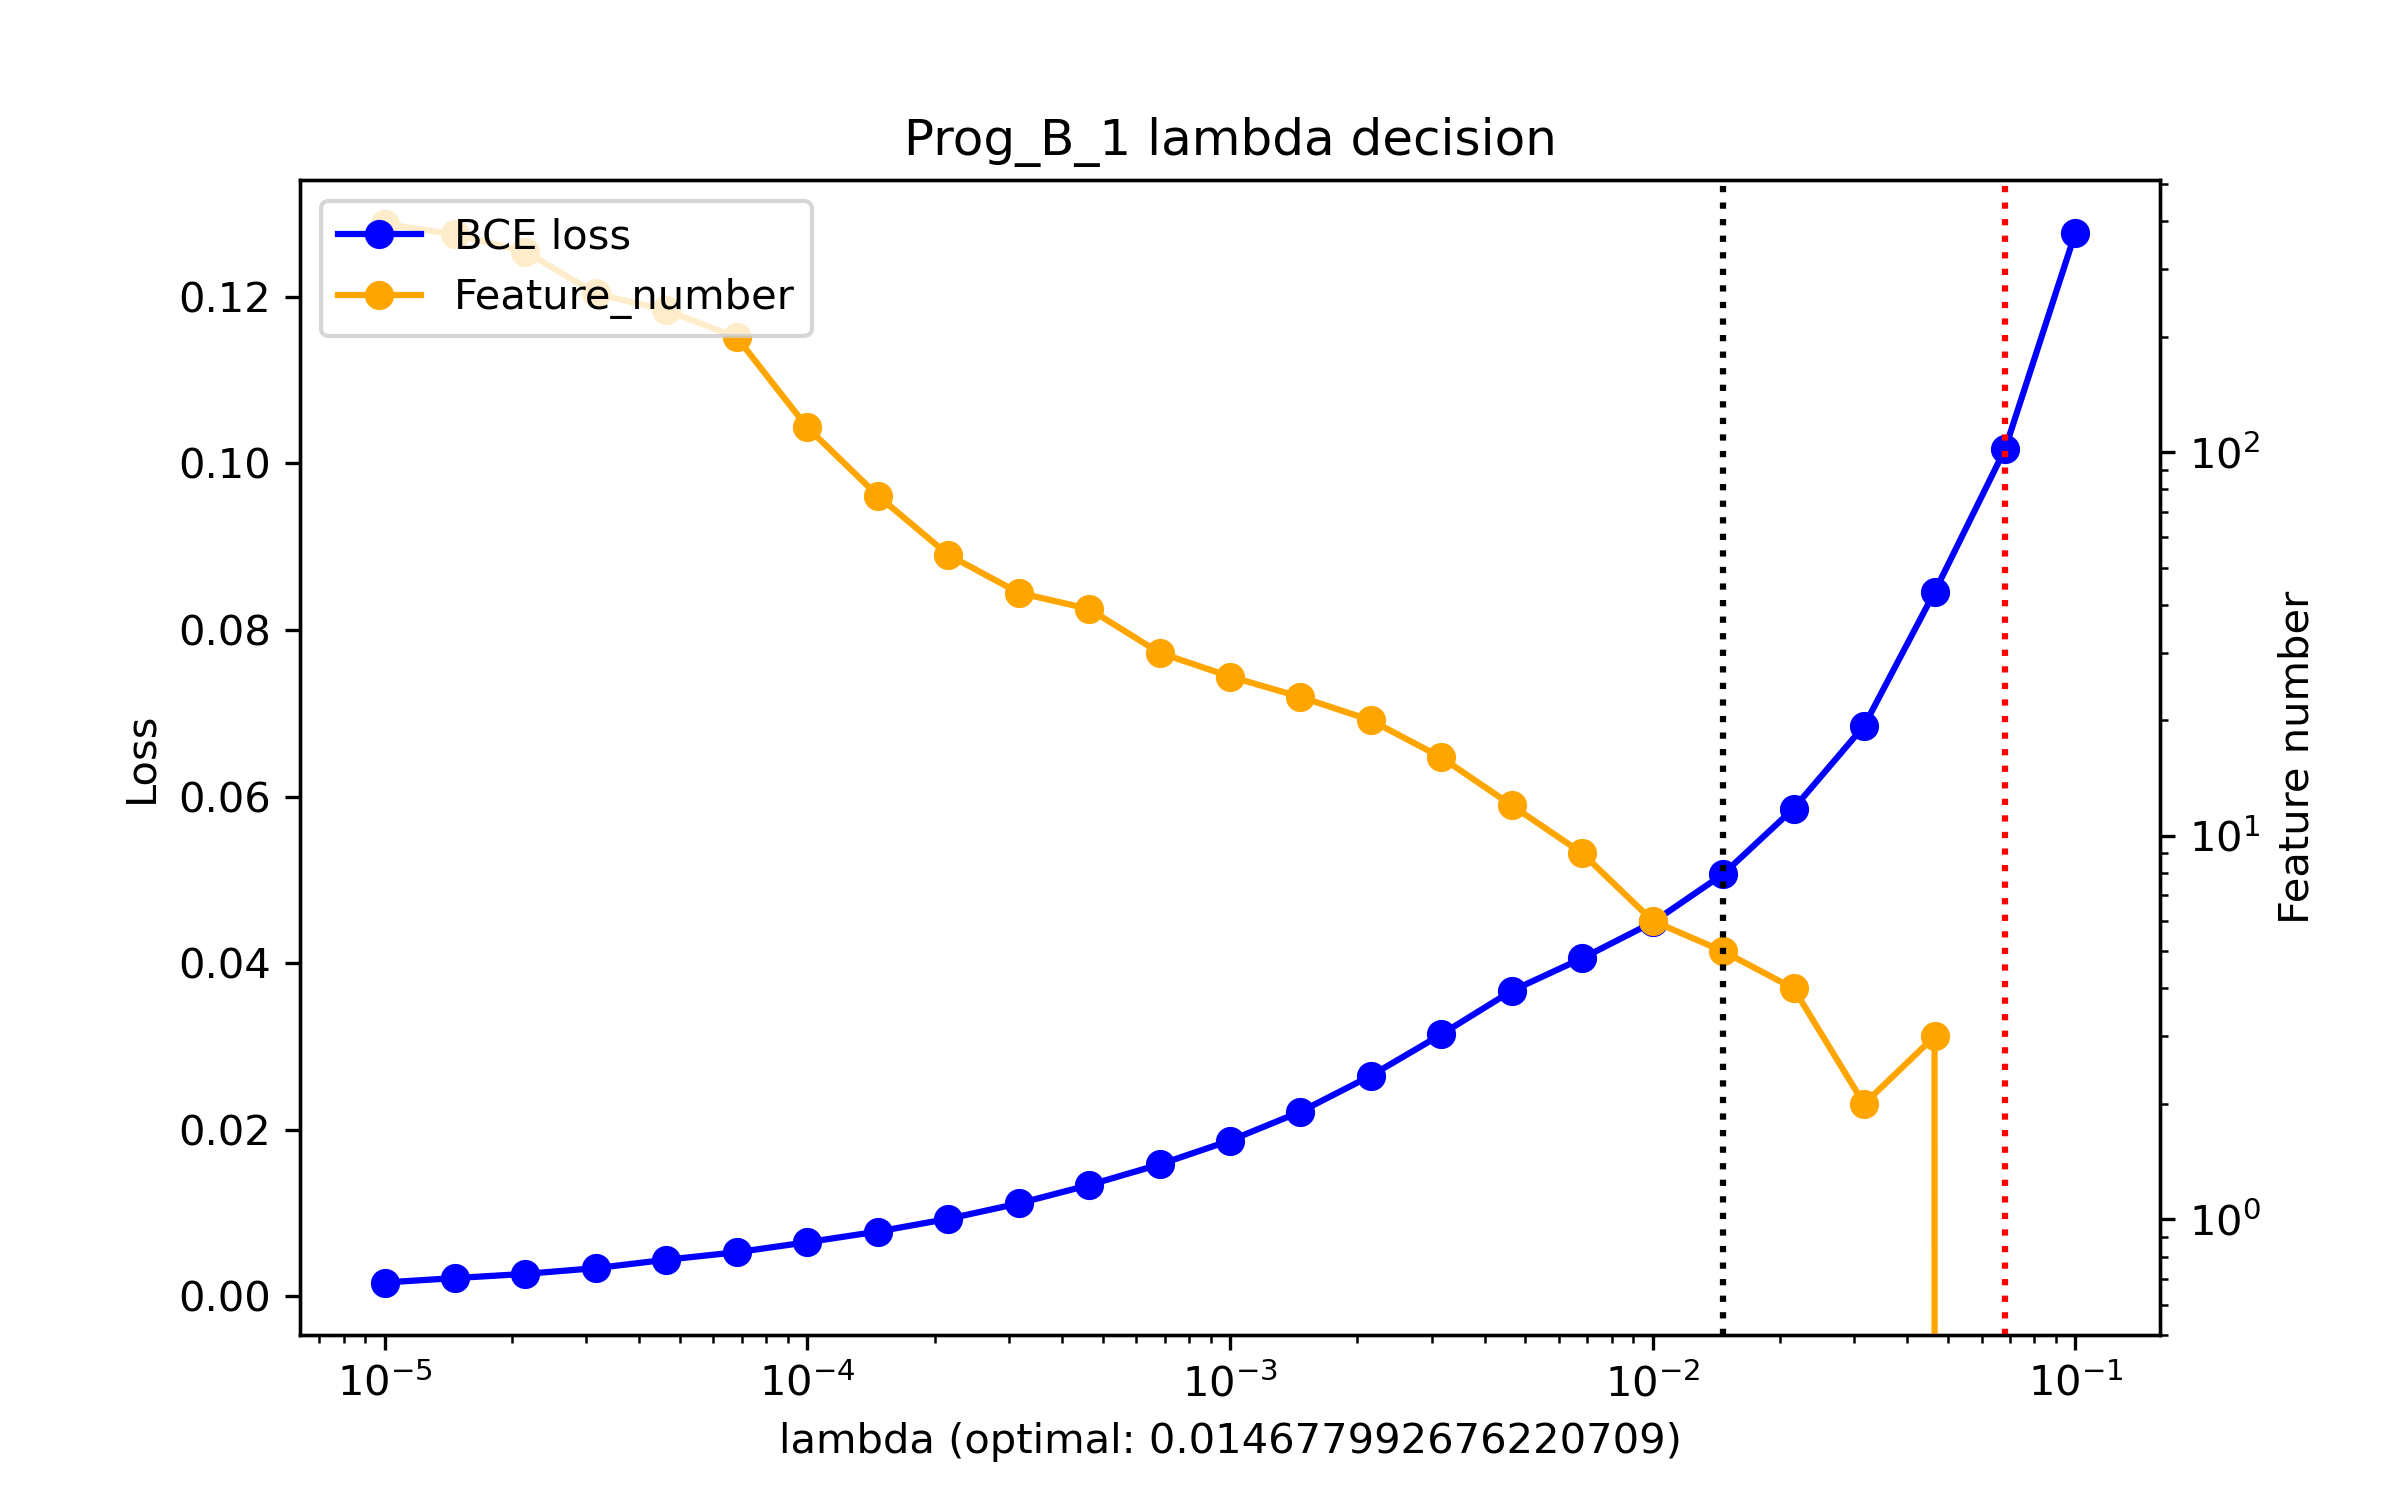 Prog_B_1 lambda decision
BCE loss
Feature_number
0.12
0.10
0.08
0.06
0.04
0.02
0.00
Loss
10²
10¹
10⁰
Feature number
10⁻⁵ 10⁻⁴ 10⁻³ 10⁻² 10⁻¹
lambda (optimal: 0.014677992676220709)